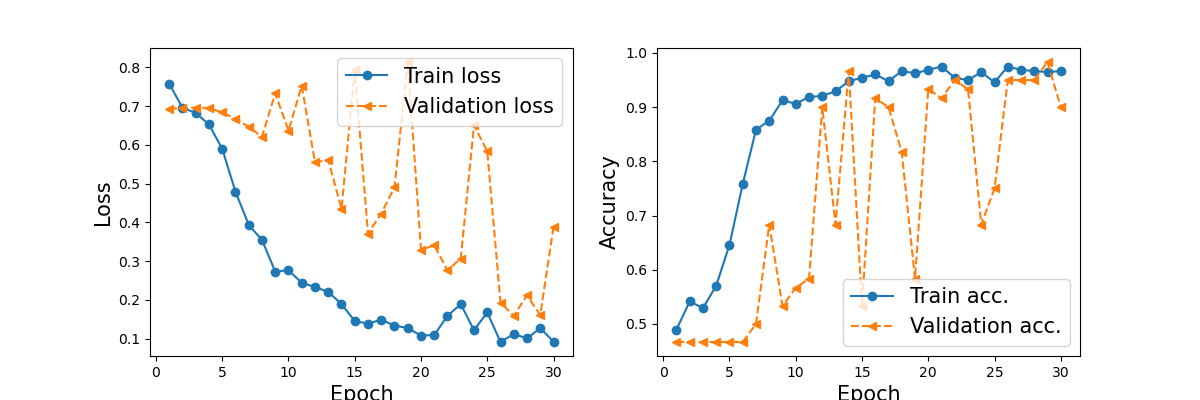 Loss
0.8
0.7
0.6
0.5
0.4
0.3
0.2
0.1
0 5 10 15 20 25 30
Epoch
Train loss
Validation loss
Accuracy
1.0
0.9
0.8
0.7
0.6
0.5
0 5 10 15 20 25 30
Epoch
Train acc.
Validation acc.